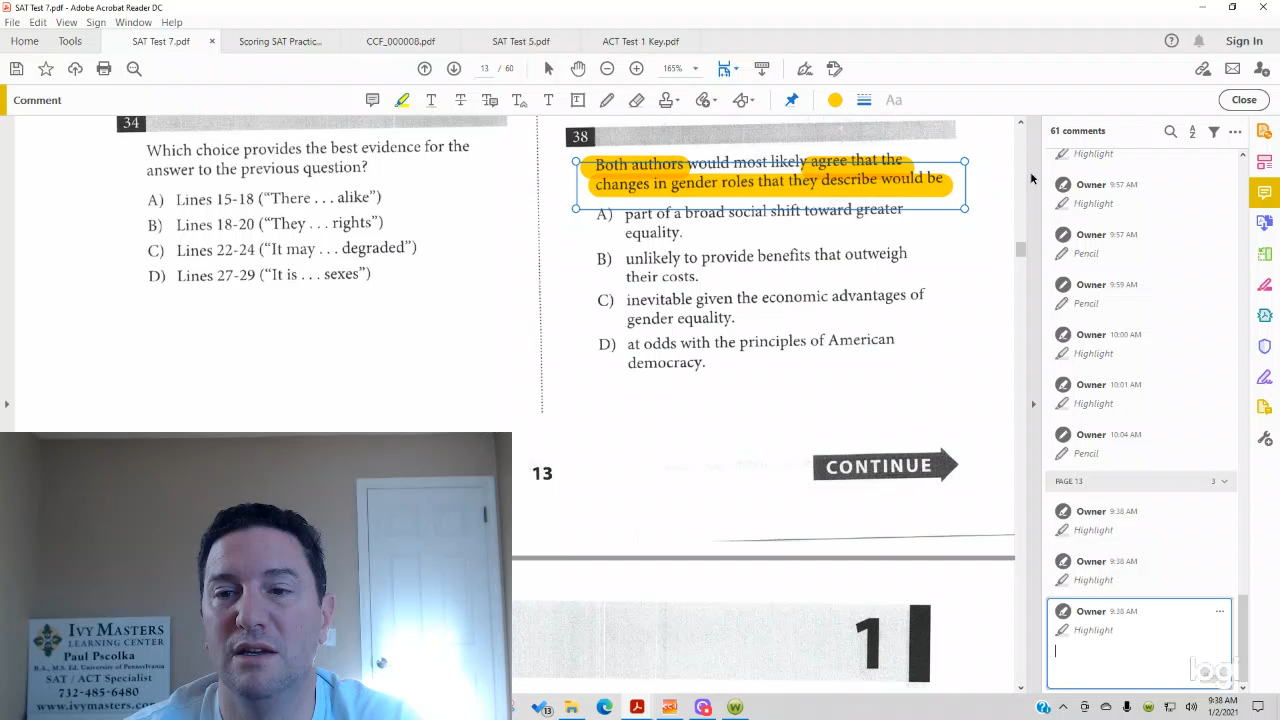 SAT Test 7.pdf - Adobe Acrobat Reader DC
File Edit View Sign Window Help
Home Tools SAT Test 7.pdf × Scoring SAT Practic... CCF_000008.pdf SAT Test 5.pdf ACT Test 1 Key.pdf Sign In
13 / 60 165%
Comment Aa Close
34
Which choice provides the best evidence for the
answer to the previous question?
A) Lines 15-18 (“There . . . alike”)
B) Lines 18-20 (“They . . . rights”)
C) Lines 22-24 (“It may . . . degraded”)
D) Lines 27-29 (“It is . . . sexes”)
38
Both authors would most likely agree that the
changes in gender roles that they describe would be
A) part of a broad social shift toward greater
equality.
B) unlikely to provide benefits that outweigh
their costs.
C) inevitable given the economic advantages of
gender equality.
D) at odds with the principles of American
democracy.
13
CONTINUE
1
61 comments
Highlight
Owner 9:57 AM
Highlight
Owner 9:57 AM
Pencil
Owner 9:59 AM
Pencil
Owner 10:00 AM
Highlight
Owner 10:01 AM
Highlight
Owner 10:04 AM
Pencil
PAGE 13 3
Owner 9:38 AM
Highlight
Owner 9:38 AM
Highlight
Owner 9:38 AM
Highlight
IVY MASTERS
LEARNING CENTER
Paul Pscolka
B.A., M.S. Ed. University of Pennsylvania
SAT / ACT Specialist
732-485-6480
www.ivymasters.com
logi
13
9:38 AM
1/2/2021